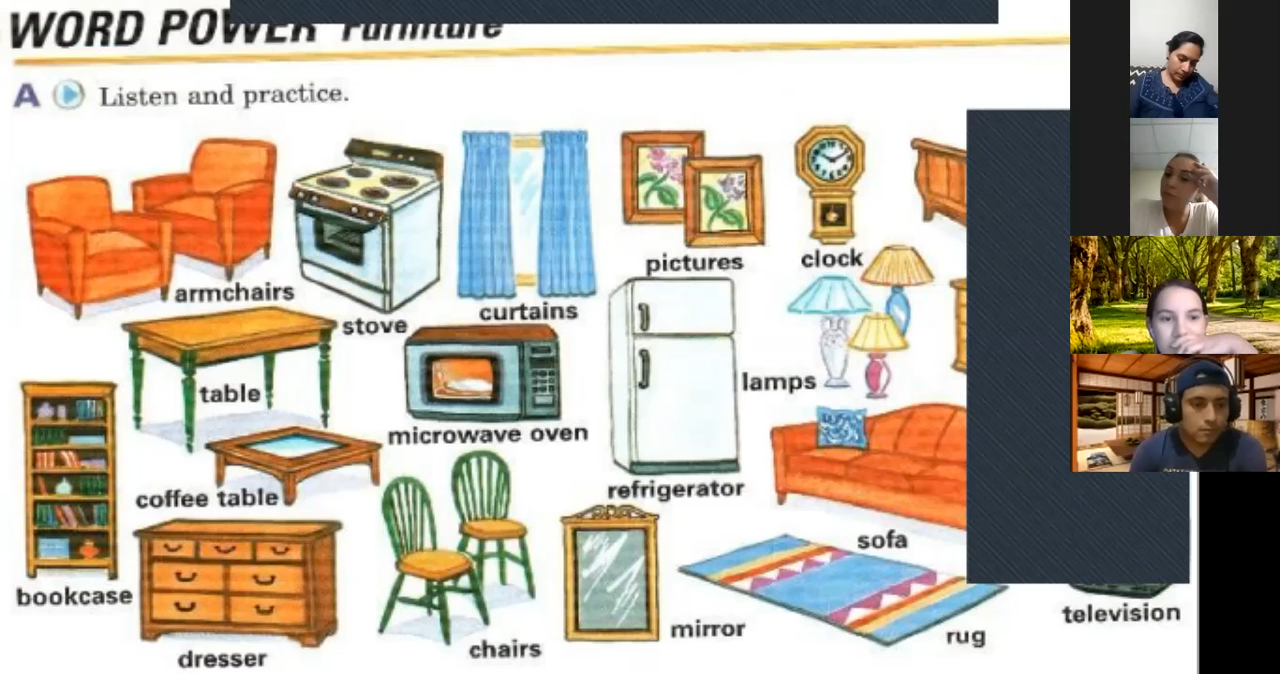 WORD POWER Furniture
A Listen and practice.
armchairs
stove
curtains
pictures
clock
table
microwave oven
lamps
coffee table
refrigerator
sofa
bookcase
dresser
chairs
mirror
rug
television